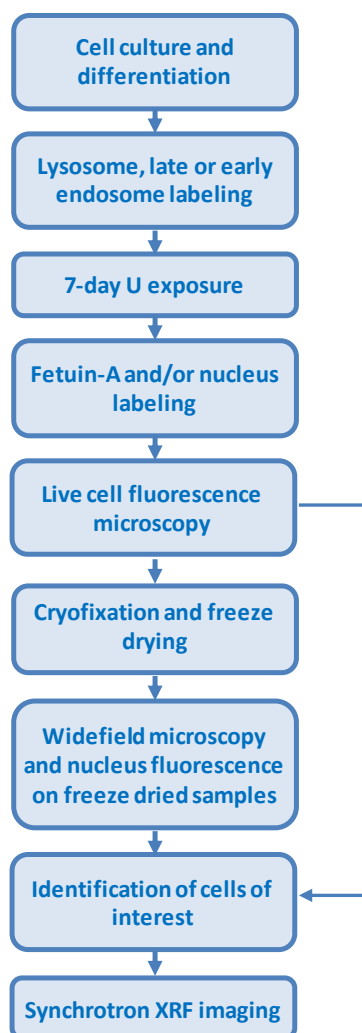 Cell culture and
differentiation
Lysosome, late or early
endosome labeling
7-day U exposure
Fetuin-A and/or nucleus
labeling
Live cell fluorescence
microscopy
Cryofixation and freeze
drying
Widefield microscopy
and nucleus fluorescence
on freeze dried samples
Identification of cells of
interest
Synchrotron XRF imaging